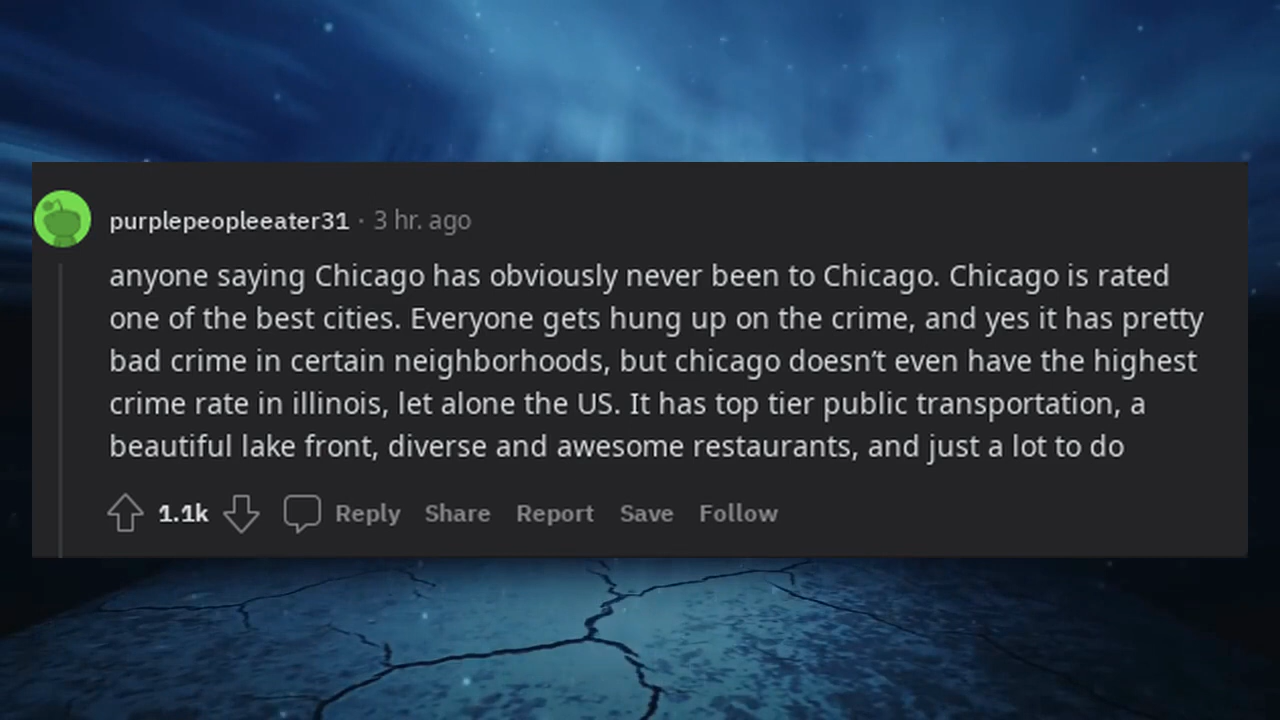 purplepeopleeater31 · 3 hr. ago
anyone saying Chicago has obviously never been to Chicago. Chicago is rated
one of the best cities. Everyone gets hung up on the crime, and yes it has pretty
bad crime in certain neighborhoods, but chicago doesn’t even have the highest
crime rate in illinois, let alone the US. It has top tier public transportation, a
beautiful lake front, diverse and awesome restaurants, and just a lot to do
1.1k Reply Share Report Save Follow